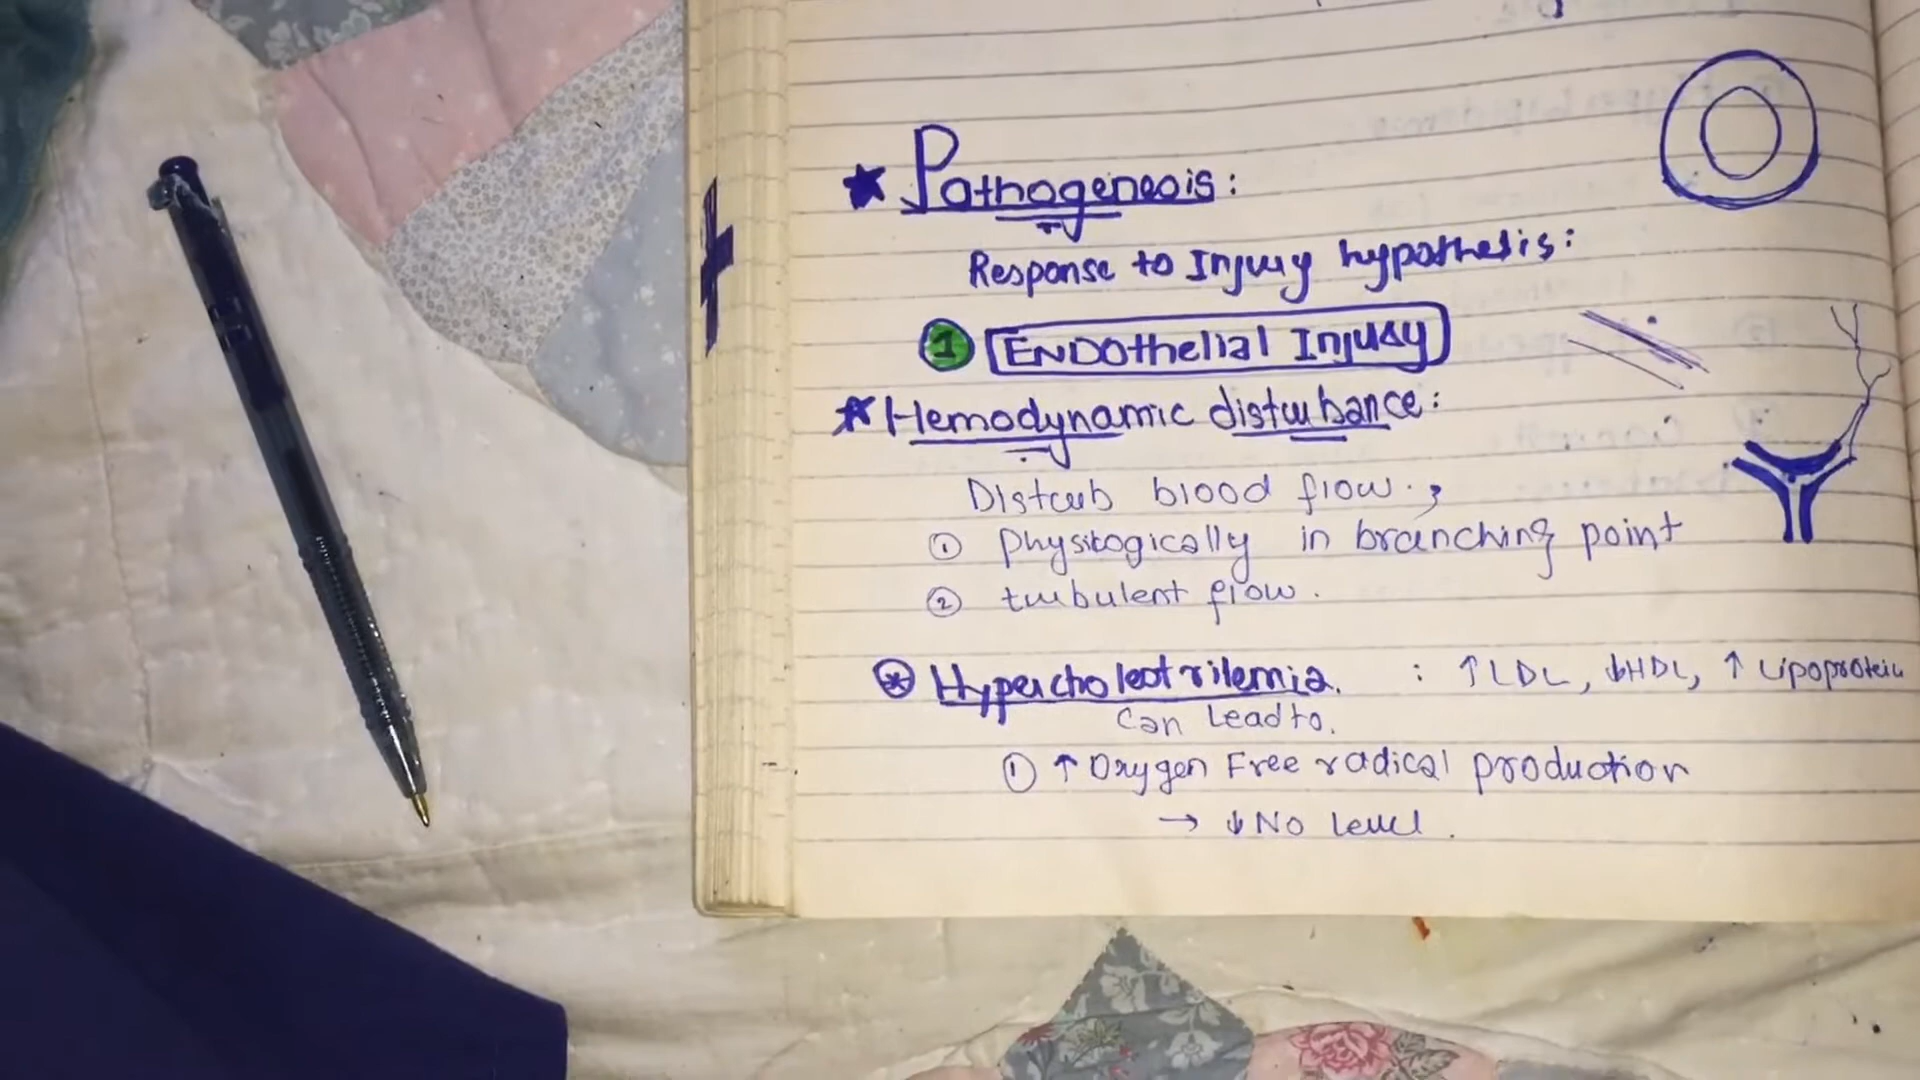 ★ Pathogenesis:
Response to Injury hypothesis:
1 ENDOthelial Injury
★ Hemodynamic disturbance:
Disturb blood flow.
① physiologically in branching point
② turbulent flow.
Hypercholestrilemia. : ↑LDL, ↓HDL, ↑ Lipoprotein
can Lead to.
① ↑ Oxygen Free radical production
→ ↓ No level.